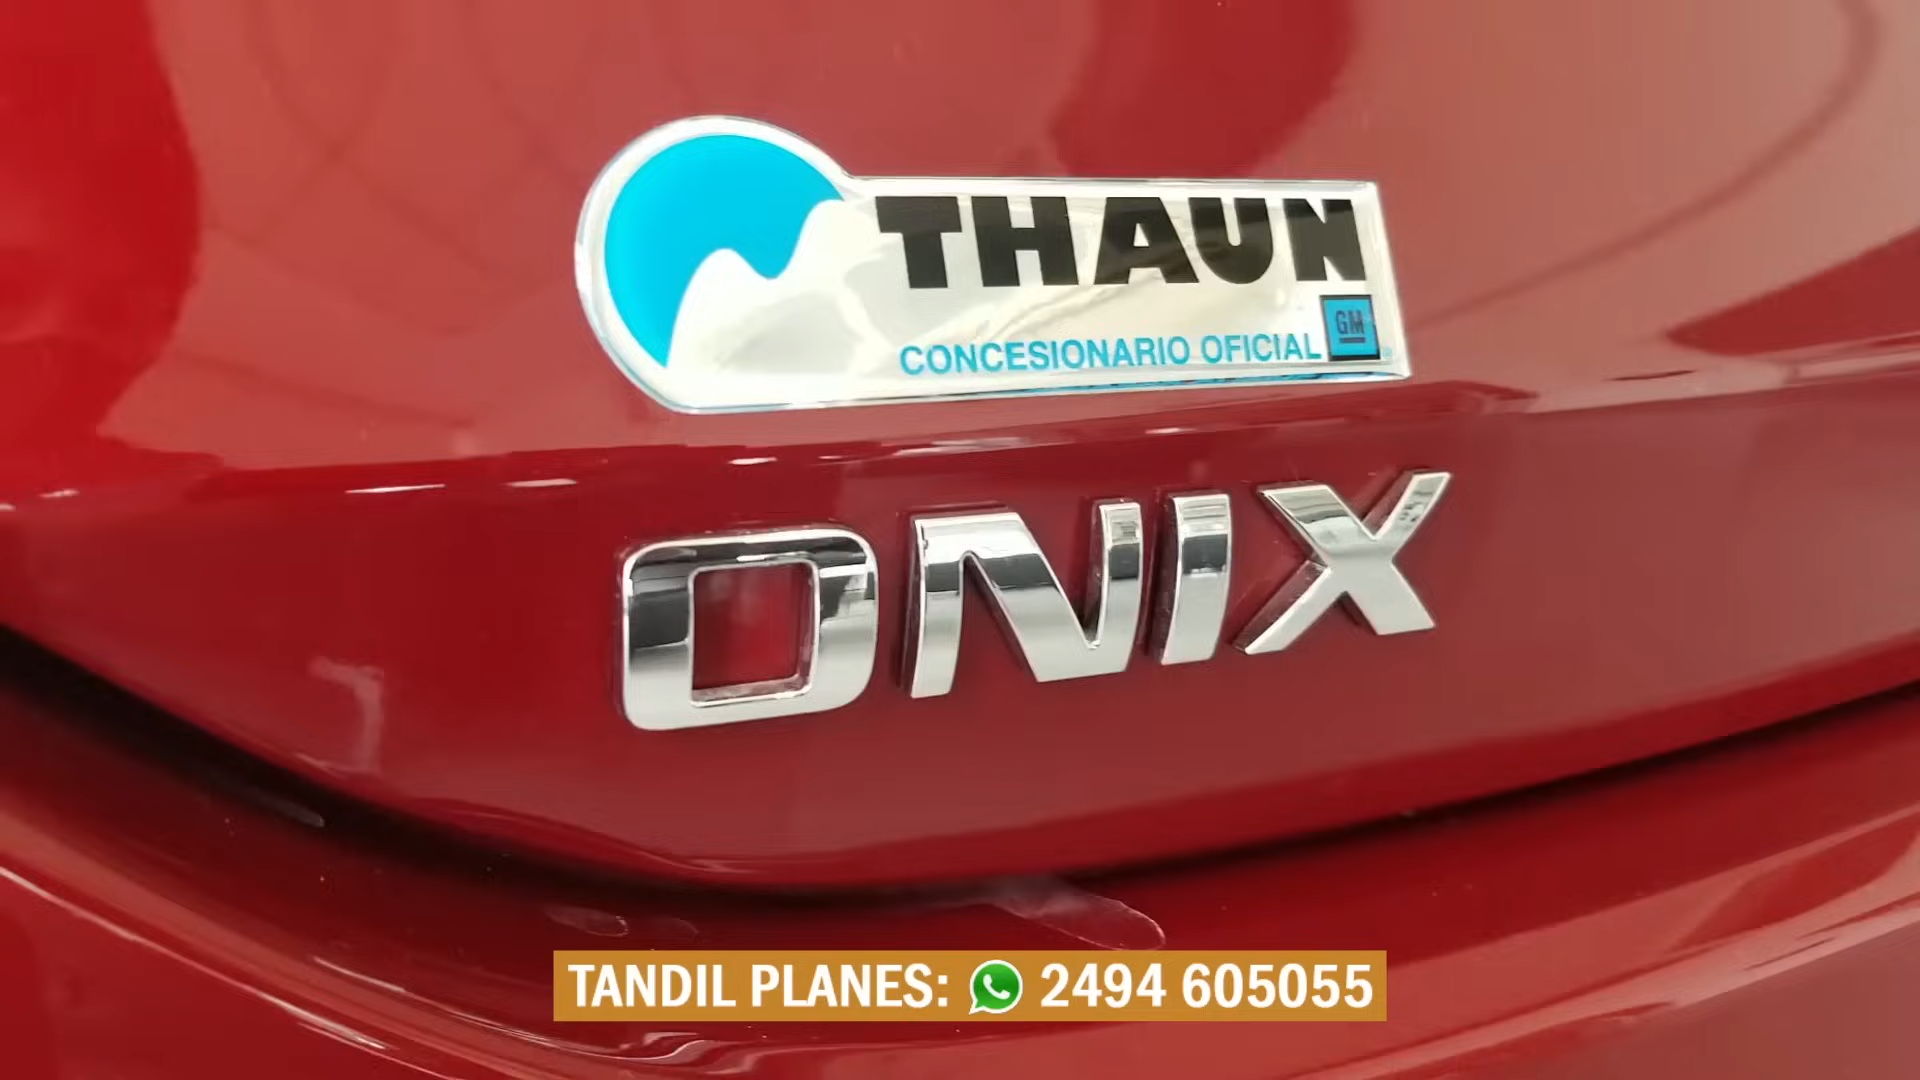 THAUN
CONCESIONARIO OFICIAL GM
ONIX
TANDIL PLANES: 2494 605055